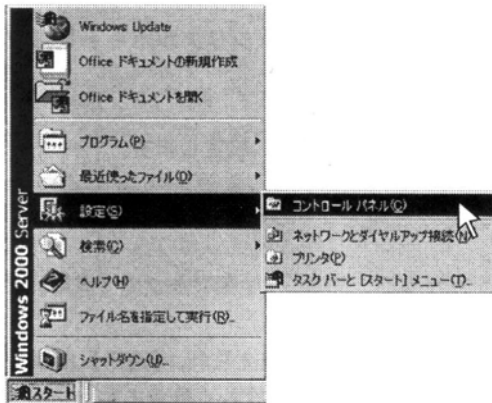 Windows Update
Office ドキュメントの新規作成
Office ドキュメントを開く
プログラム(P)
最近使ったファイル(D)
設定(S)
検索(C)
ヘルプ(H)
ファイル名を指定して実行(R)...
シャットダウン(U)...
Windows 2000 Server
スタート
コントロール パネル(C)
ネットワークとダイヤルアップ接続(N)
プリンタ(P)
タスク バーと [スタート] メニュー(T)...